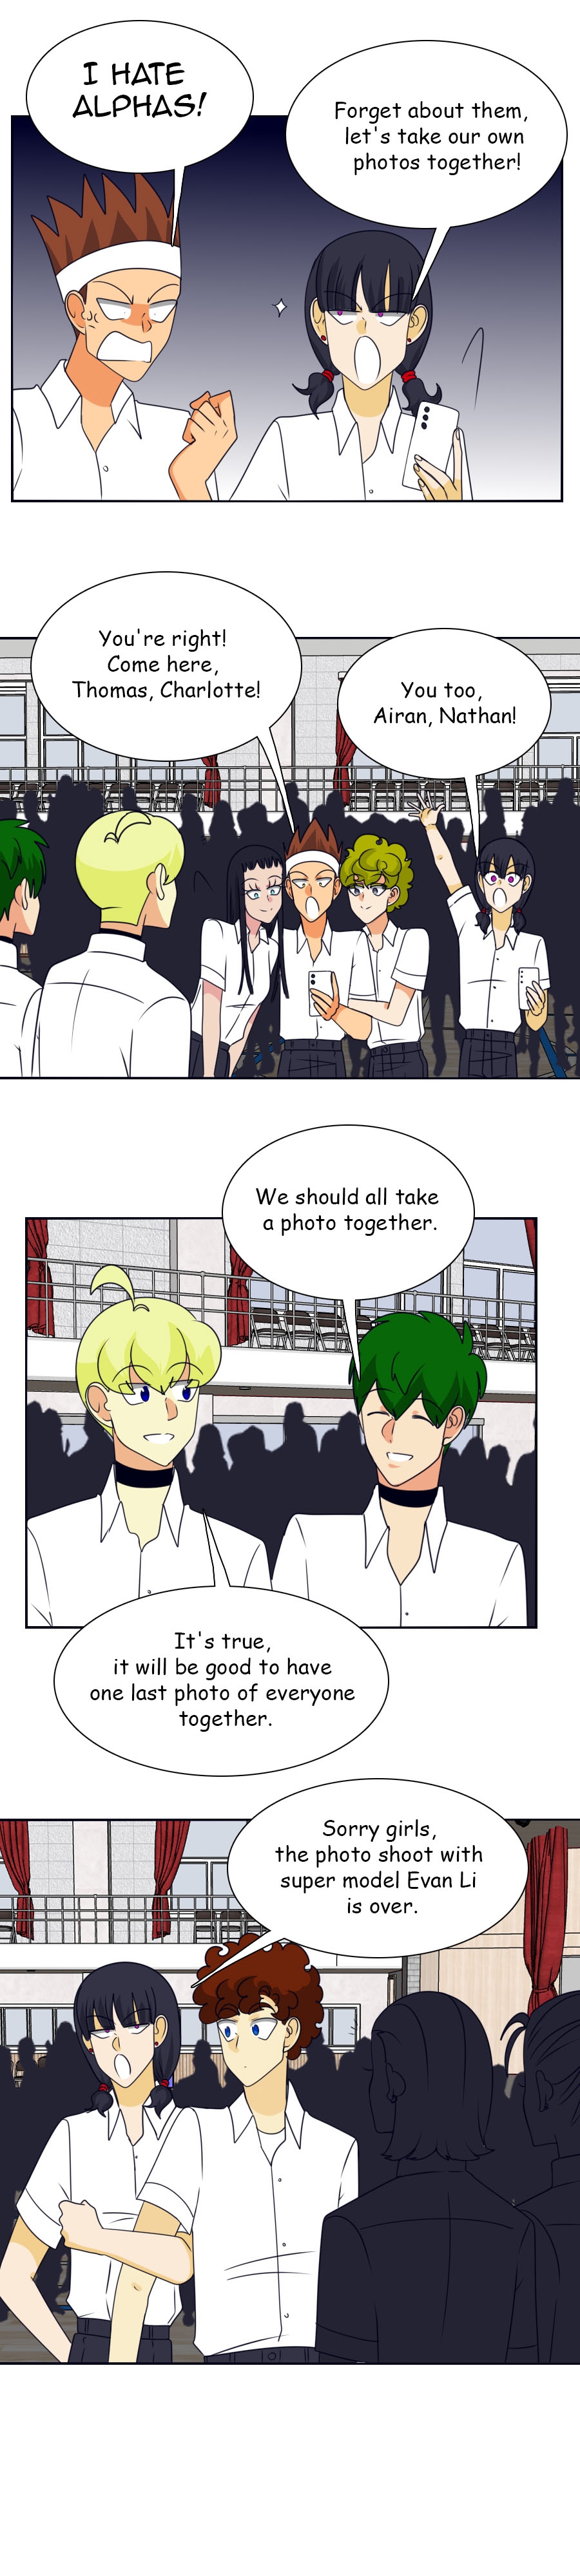 I HATE
ALPHAS!
Forget about them,
let's take our own
photos together!
You're right!
Come here,
Thomas, Charlotte!
You too,
Airan, Nathan!
We should all take
a photo together.
It's true,
it will be good to have
one last photo of everyone
together.
Sorry girls,
the photo shoot with
super model Evan Li
is over.